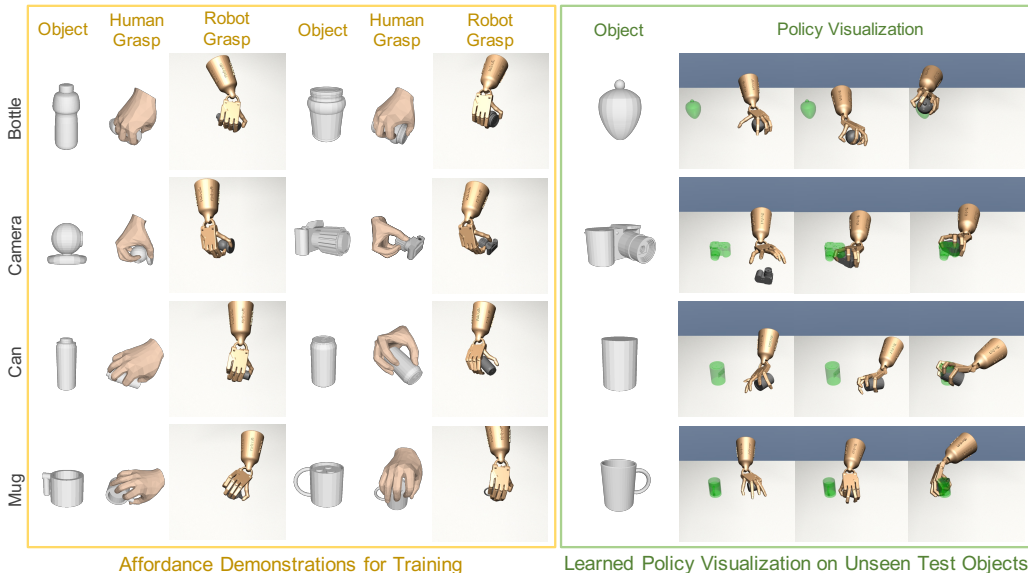 Object
Human
Grasp
Robot
Grasp
Object
Human
Grasp
Robot
Grasp
Object
Policy Visualization
Bottle
Camera
Can
Mug
Affordance Demonstrations for Training
Learned Policy Visualization on Unseen Test Objects